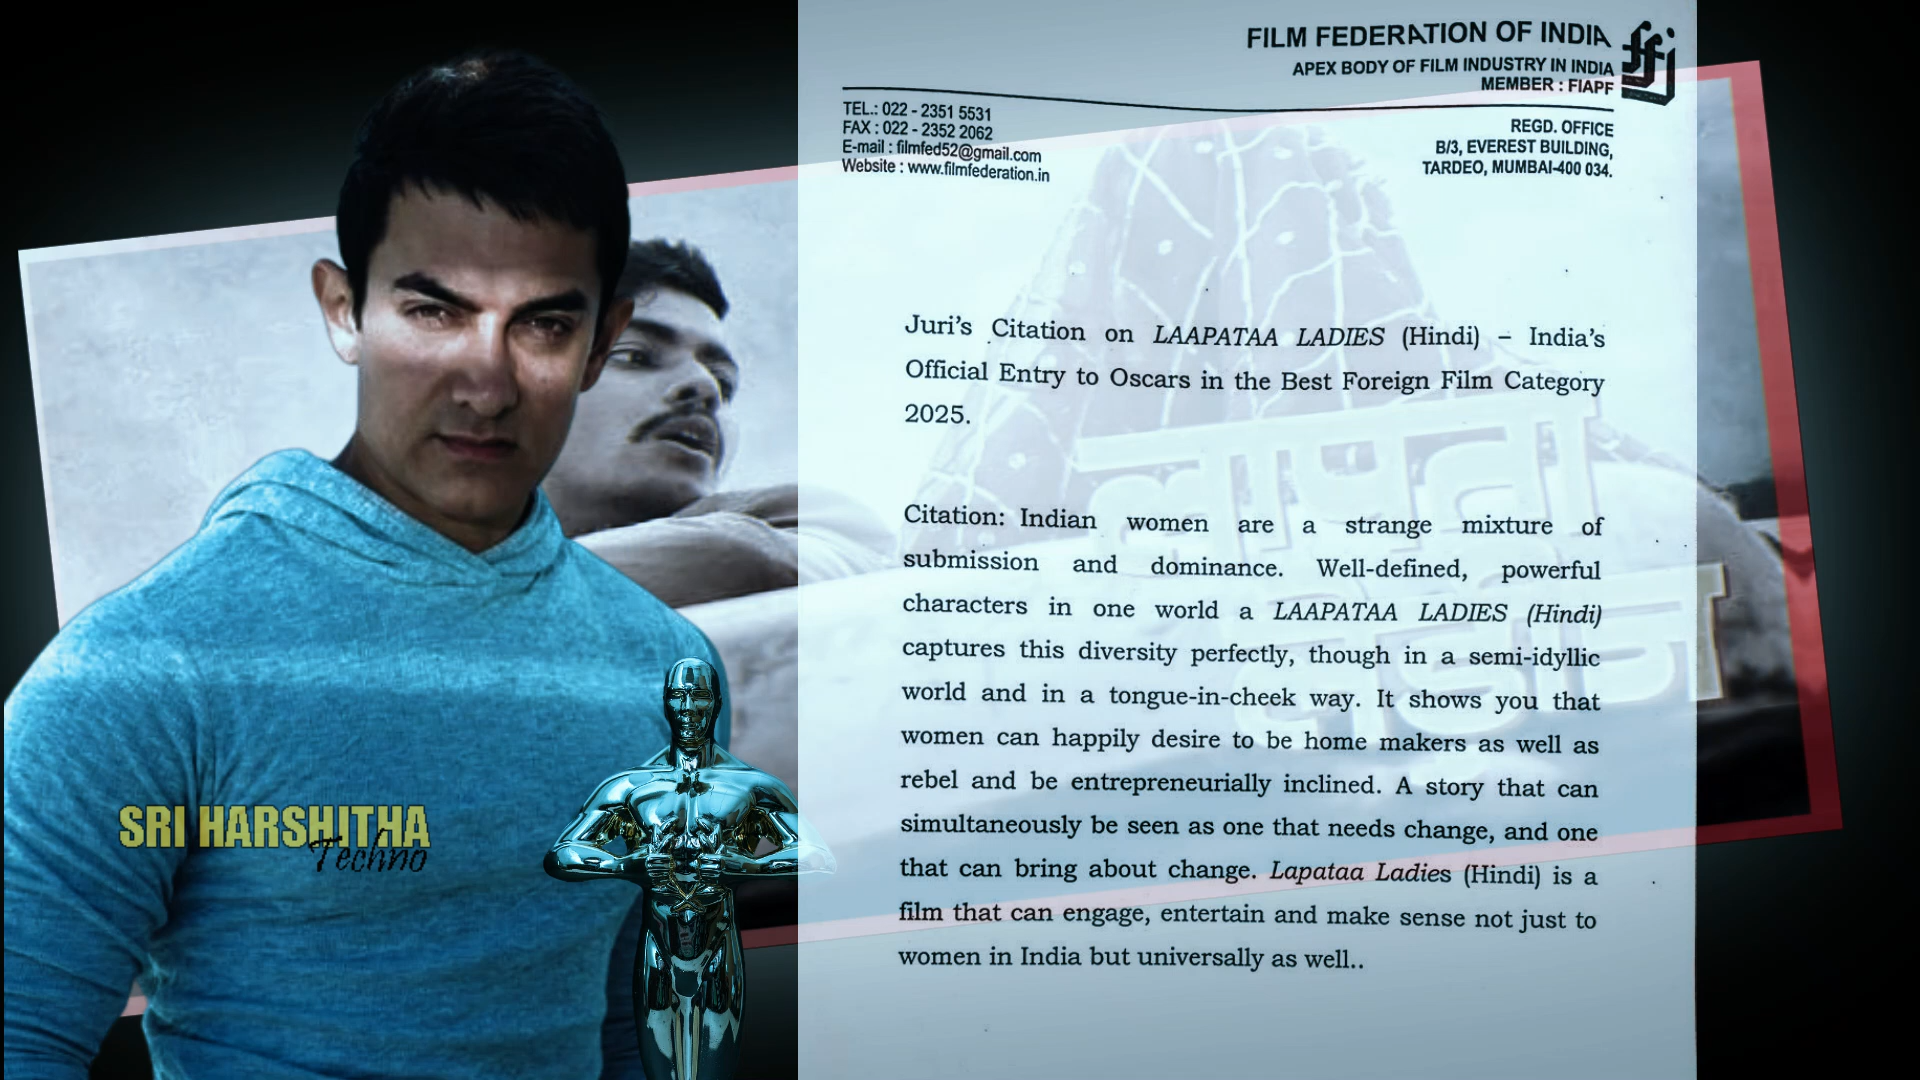 FILM FEDERATION OF INDIA
APEX BODY OF FILM INDUSTRY IN INDIA
MEMBER : FIAPF
ffi
TEL.: 022 - 2351 5531
FAX : 022 - 2352 2062
E-mail : filmfed52@gmail.com
Website : www.filmfederation.in
REGD. OFFICE
B/3, EVEREST BUILDING,
TARDEO, MUMBAI-400 034.
Juri's Citation on LAAPATAA LADIES (Hindi) – India's
Official Entry to Oscars in the Best Foreign Film Category
2025.
Citation: Indian women are a strange mixture of
submission and dominance. Well-defined, powerful
characters in one world a LAAPATAA LADIES (Hindi)
captures this diversity perfectly, though in a semi-idyllic
world and in a tongue-in-cheek way. It shows you that
women can happily desire to be home makers as well as
rebel and be entrepreneurially inclined. A story that can
simultaneously be seen as one that needs change, and one
that can bring about change. Lapataa Ladies (Hindi) is a
film that can engage, entertain and make sense not just to
women in India but universally as well..
लापता
लेडीज
SRI HARSHITHA
Techno